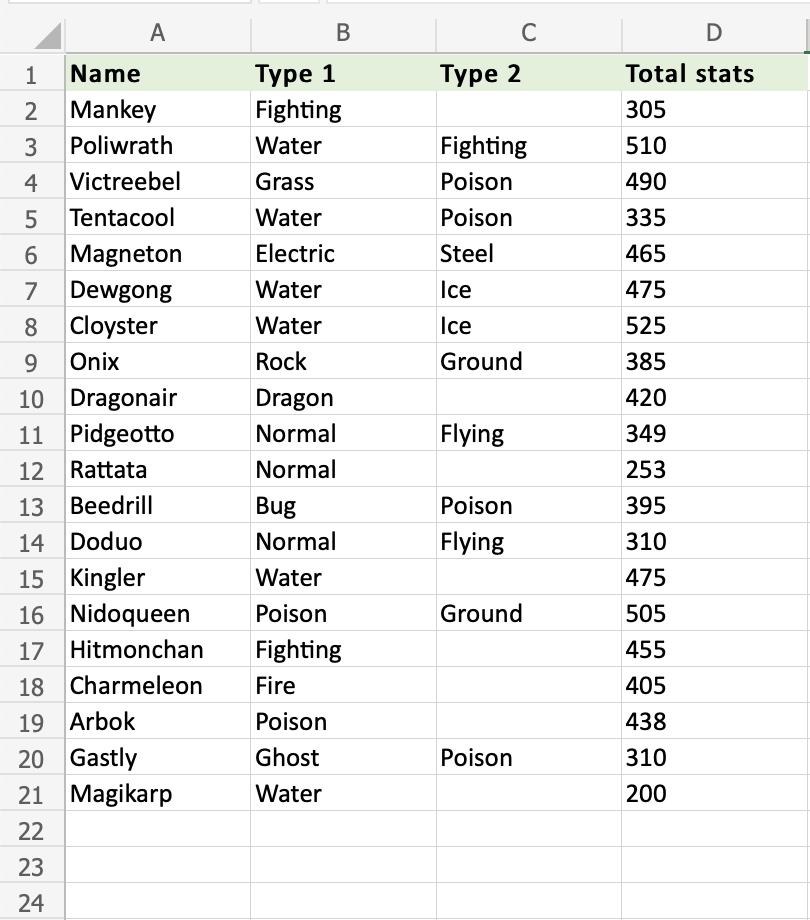 A B C D
1 Name Type 1 Type 2 Total stats
2 Mankey Fighting 305
3 Poliwrath Water Fighting 510
4 Victreebel Grass Poison 490
5 Tentacool Water Poison 335
6 Magneton Electric Steel 465
7 Dewgong Water Ice 475
8 Cloyster Water Ice 525
9 Onix Rock Ground 385
10 Dragonair Dragon 420
11 Pidgeotto Normal Flying 349
12 Rattata Normal 253
13 Beedrill Bug Poison 395
14 Doduo Normal Flying 310
15 Kingler Water 475
16 Nidoqueen Poison Ground 505
17 Hitmonchan Fighting 455
18 Charmeleon Fire 405
19 Arbok Poison 438
20 Gastly Ghost Poison 310
21 Magikarp Water 200
22
23
24